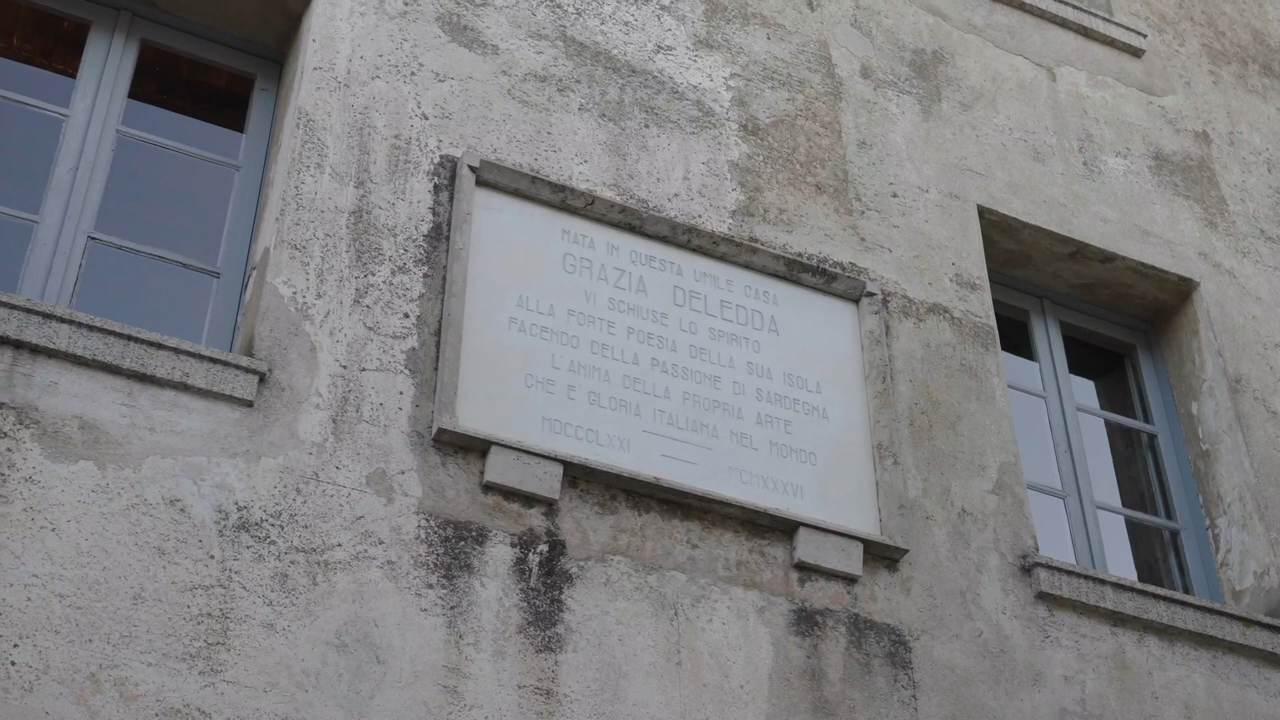 NATA IN QUESTA UMILE CASA
GRAZIA DELEDDA
VI SCHIUSE LO SPIRITO
ALLA FORTE POESIA DELLA SUA ISOLA
FACENDO DELLA PASSIONE DI SARDEGNA
L'ANIMA DELLA PROPRIA ARTE
CHE E' GLORIA ITALIANA NEL MONDO
MDCCCLXXI MCMXXXVI